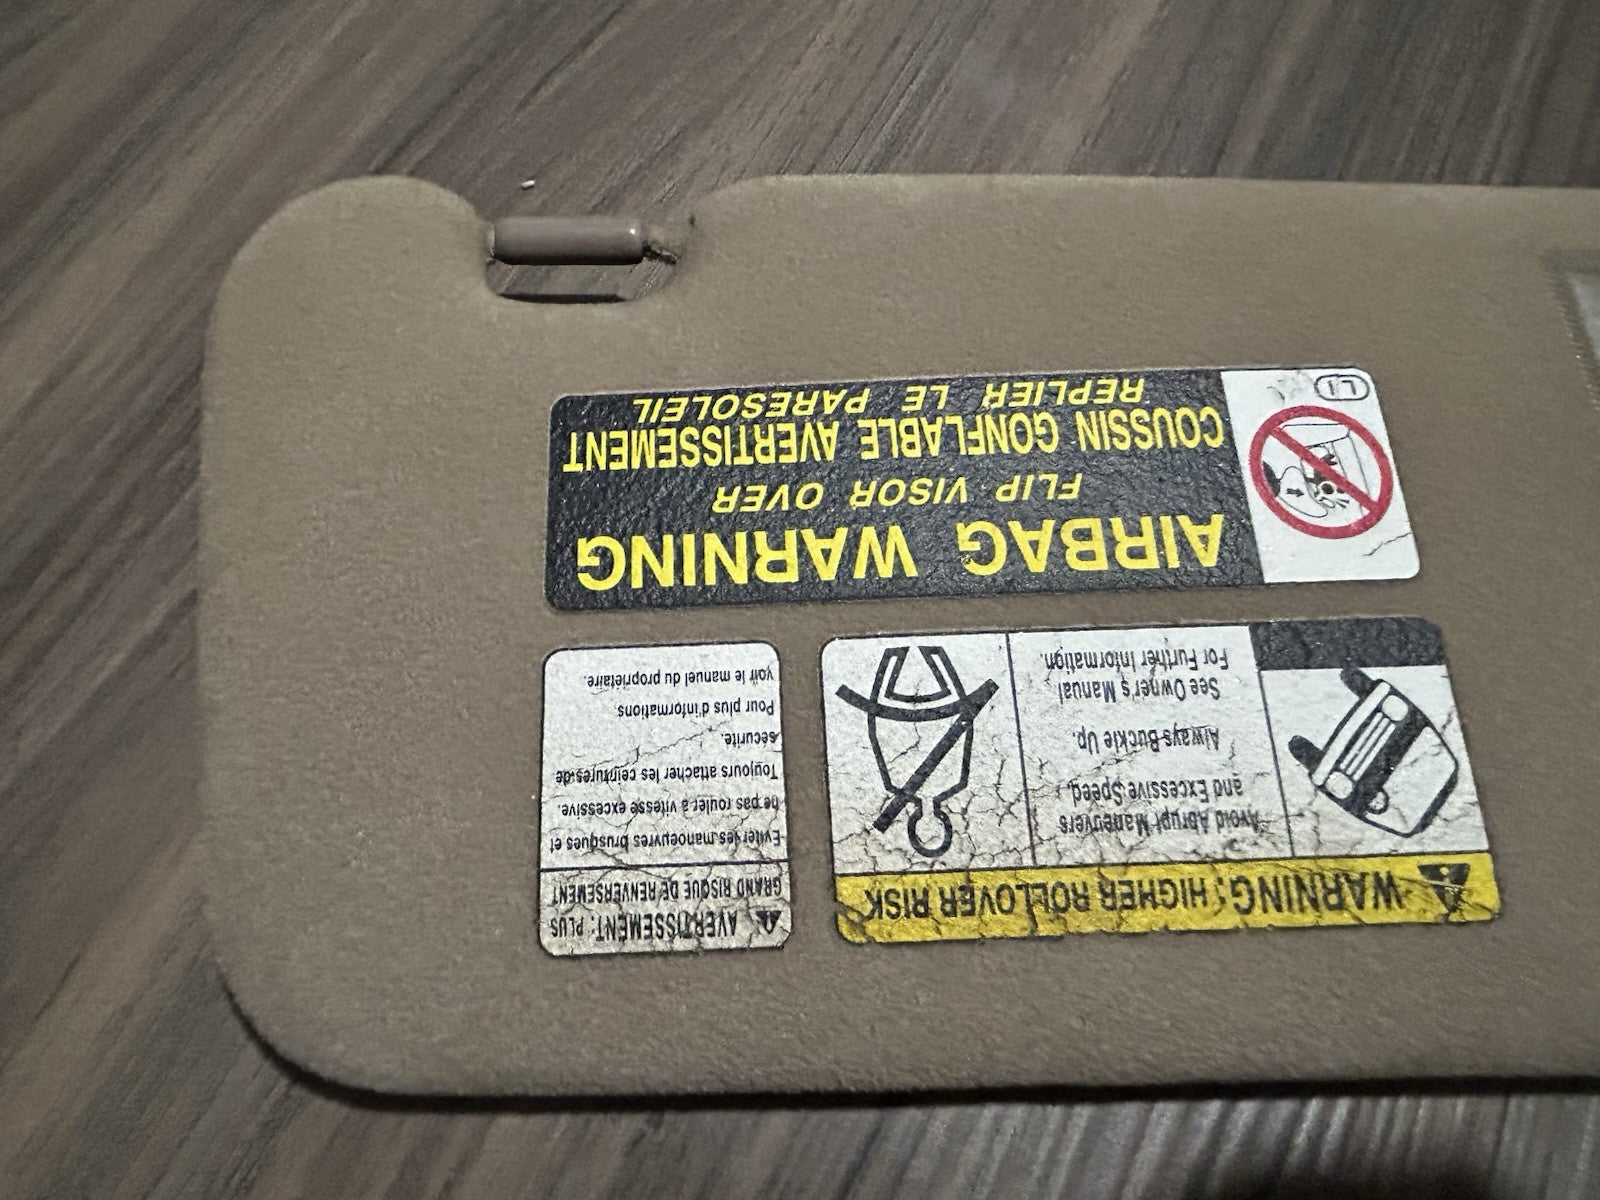 WARNING: HIGHER ROLLOVER RISK
Avoid Abrupt Maneuvers
and Excessive Speed.
Always Buckle Up.
See Owner's Manual
For Further Information.
AVERTISSEMENT: PLUS
GRAND RISQUE DE RENVERSEMENT
Eviter les manoeuvres brusques et
ne pas rouler à vitesse excessive.
Toujours attacher les ceintures de
sécurité.
Pour plus d'informations
voir le manuel du propriétaire.
AIRBAG WARNING
FLIP VISOR OVER
COUSSIN GONFLABLE AVERTISSEMENT
REPLIER LE PARESOLEIL
L1